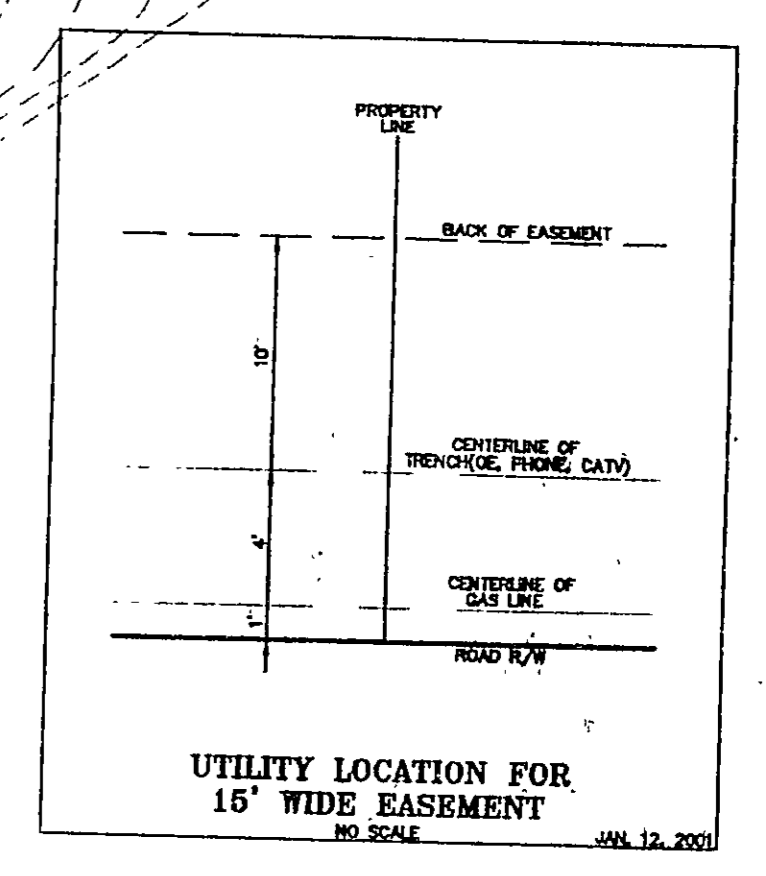 PROPERTY
LINE
BACK OF EASEMENT
10'
CENTERLINE OF
TRENCH(OE, PHONE, CATV)
4'
CENTERLINE OF
GAS LINE
1'
ROAD R/W
UTILITY LOCATION FOR
15' WIDE EASEMENT
NO SCALE
JAN. 12, 2001